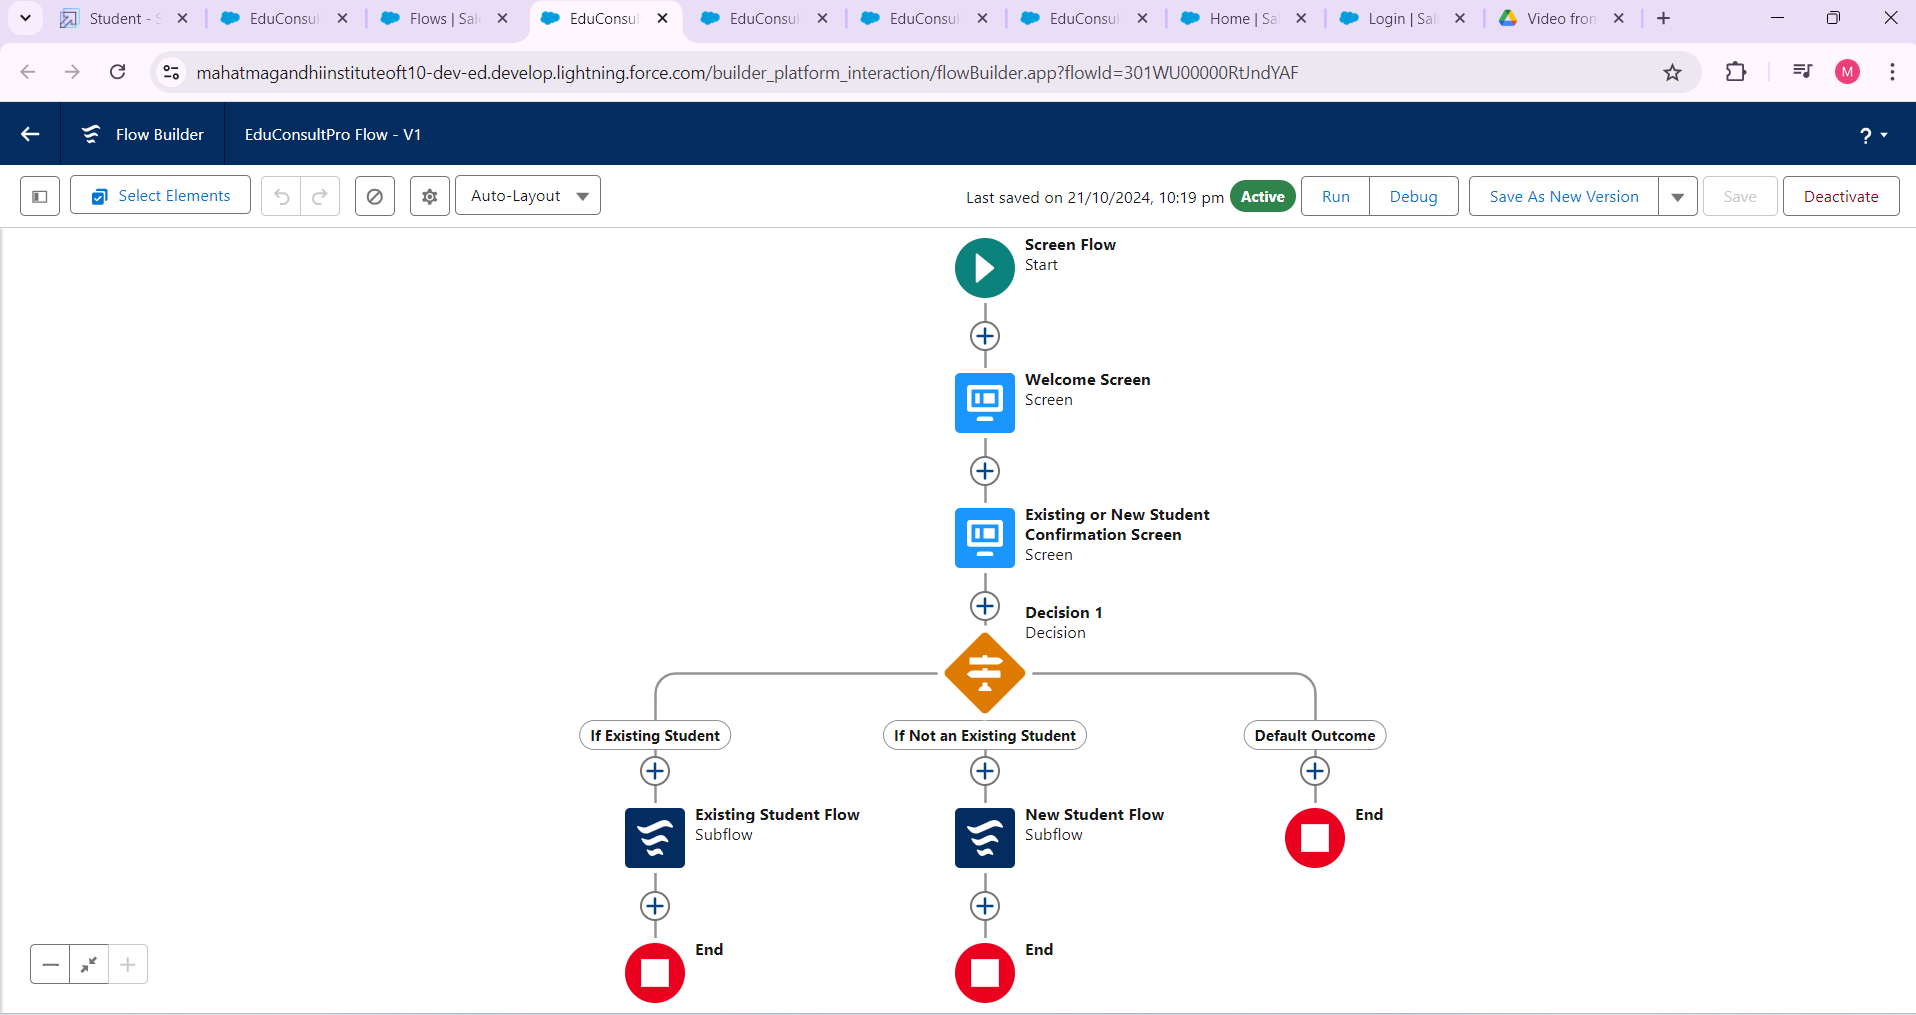 Student - S
EduConsul
Flows | Sal
EduConsul
EduConsul
EduConsul
EduConsul
Home | Sa
Login | Sal
Video from
mahatmagandhiinstituteoft10-dev-ed.develop.lightning.force.com/builder_platform_interaction/flowBuilder.app?flowId=301WU00000RtJndYAF
M
Flow Builder
EduConsultPro Flow - V1
?
Select Elements
Auto-Layout
Last saved on 21/10/2024, 10:19 pm
Active
Run
Debug
Save As New Version
Save
Deactivate
Screen Flow
Start
Welcome Screen
Screen
Existing or New Student
Confirmation Screen
Screen
Decision 1
Decision
If Existing Student
If Not an Existing Student
Default Outcome
Existing Student Flow
Subflow
New Student Flow
Subflow
End
End
End